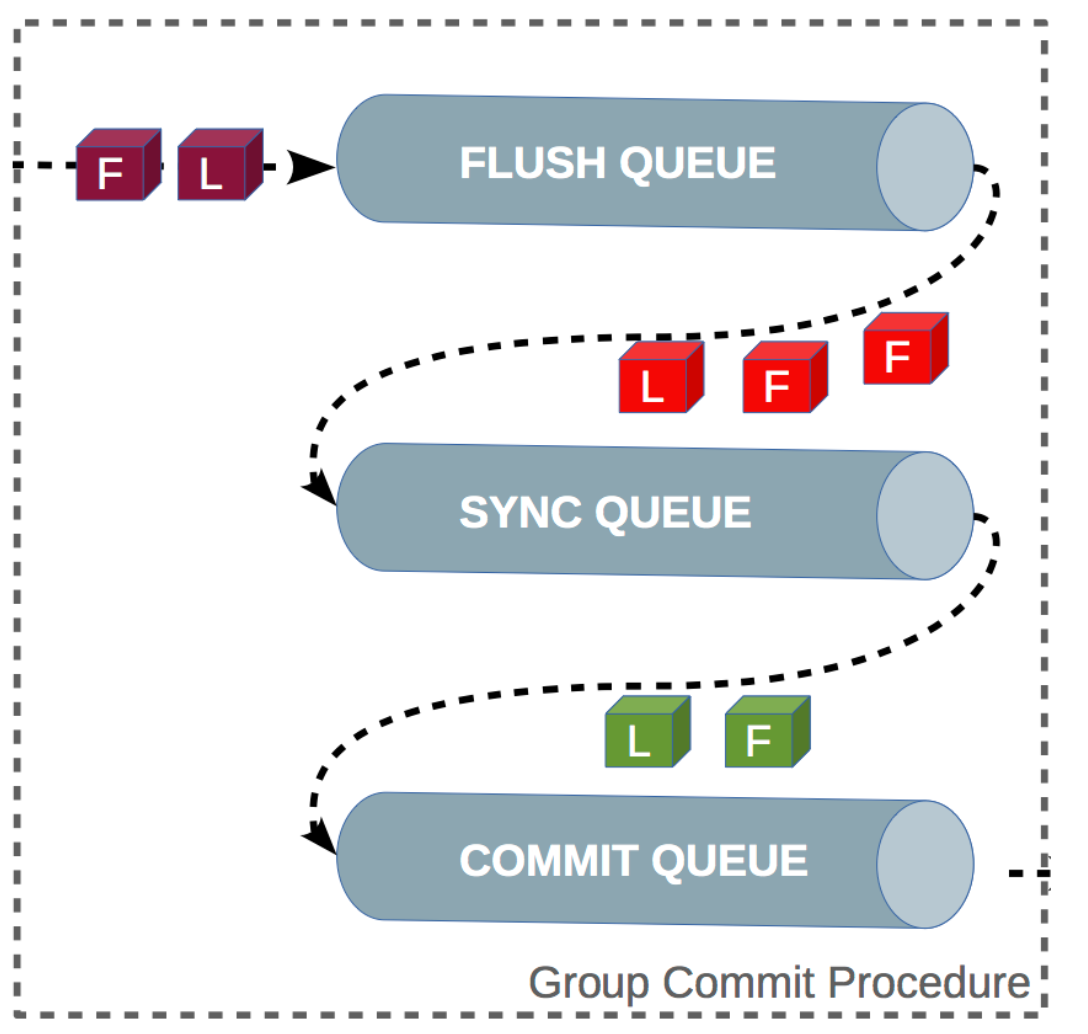 F L
FLUSH QUEUE
F
L F
SYNC QUEUE
L F
COMMIT QUEUE
Group Commit Procedure